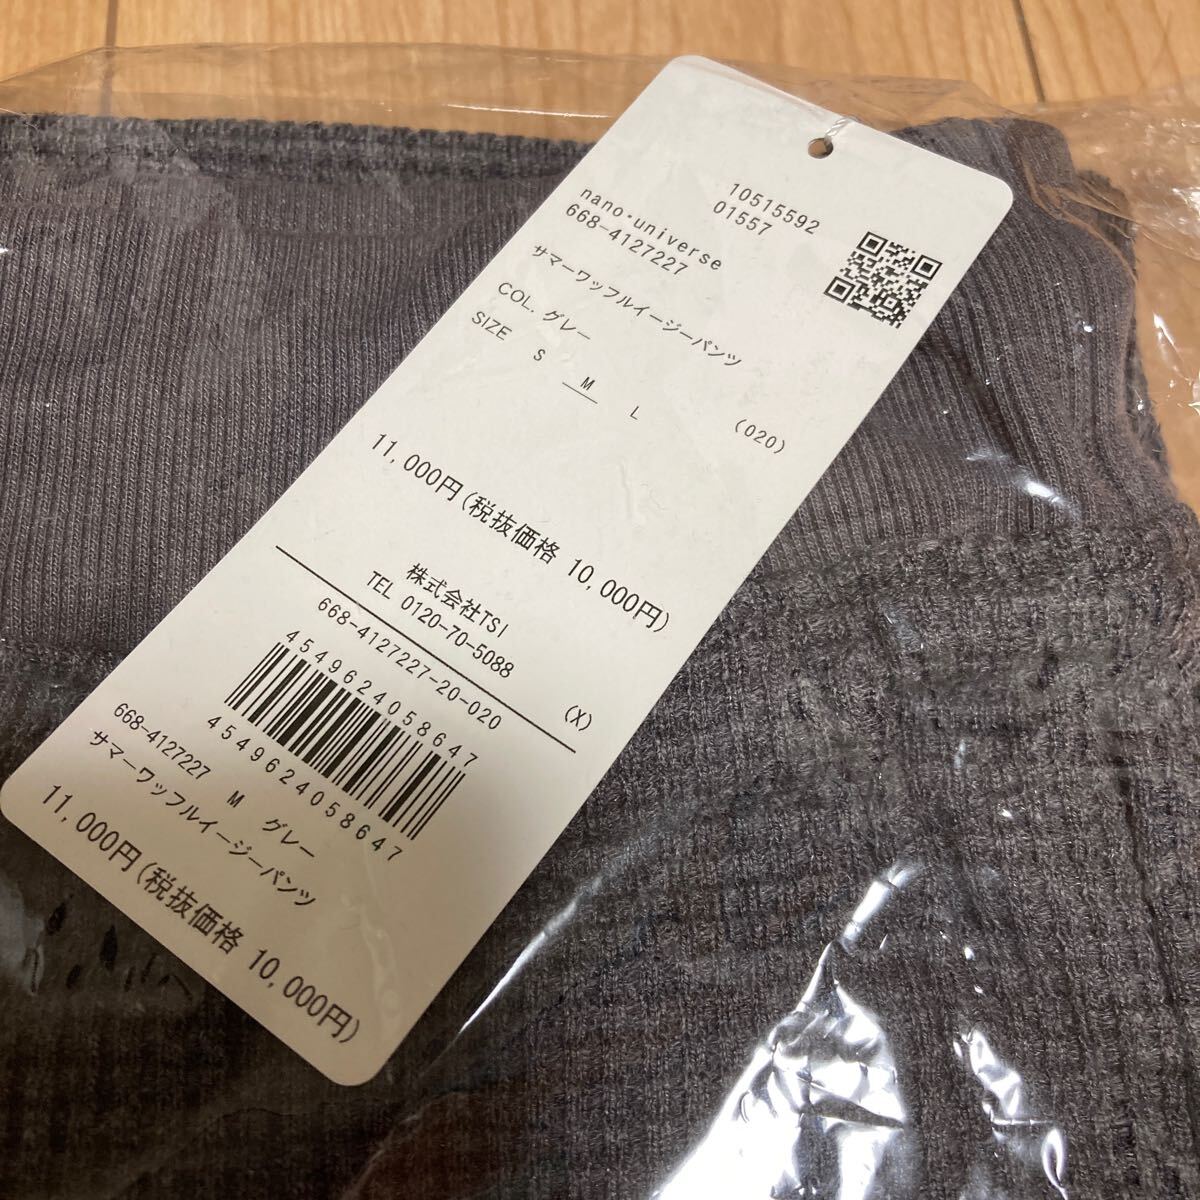 10515592
01557
nano・universe
668-4127227
サマーワッフルイージーパンツ
COL. グレー
SIZE S M L (020)
11,000円(税抜価格 10,000円)
株式会社TSI
TEL 0120-70-5088
668-4127227-20-020 (X)
4549624058647
4549624058647
668-4127227 M グレー
サマーワッフルイージーパンツ
11,000円(税抜価格 10,000円)